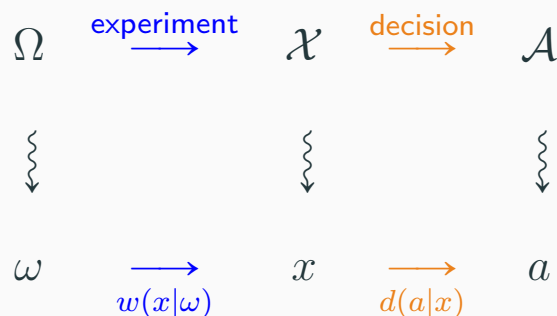 experiment decision
Ω 𝒳 𝒜
ω x a
w(x|ω) d(a|x)